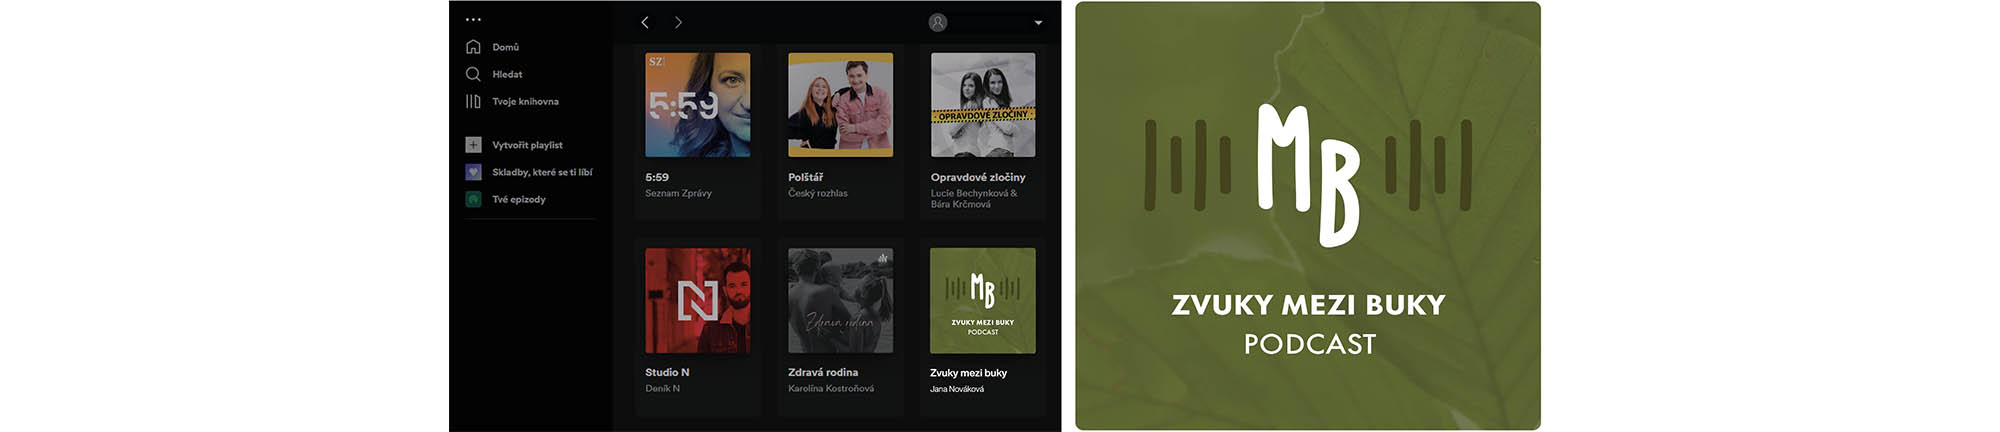 Domů
Hledat
Tvoje knihovna
Vytvořit playlist
Skladby, které se ti líbí
Tvé epizody
SZ
5:59
OPRAVDOVÉ ZLOČINY
5:59
Seznam Zprávy
Polštář
Český rozhlas
Opravdové zločiny
Lucie Bechynková &
Bára Krčmová
N
Zdravá rodina
MB
ZVUKY MEZI BUKY
PODCAST
Studio N
Deník N
Zdravá rodina
Karolína Kostroňová
Zvuky mezi buky
Jana Nováková
MB
ZVUKY MEZI BUKY
PODCAST